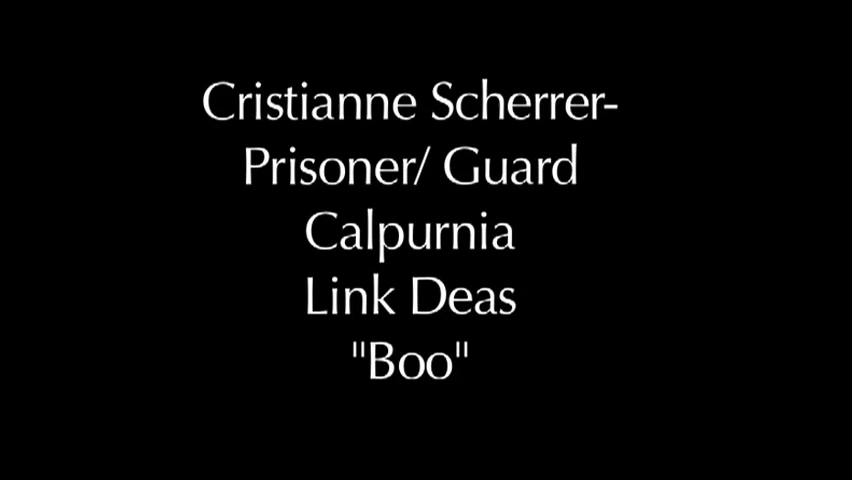 Cristianne Scherrer-
Prisoner/ Guard
Calpurnia
Link Deas
"Boo"